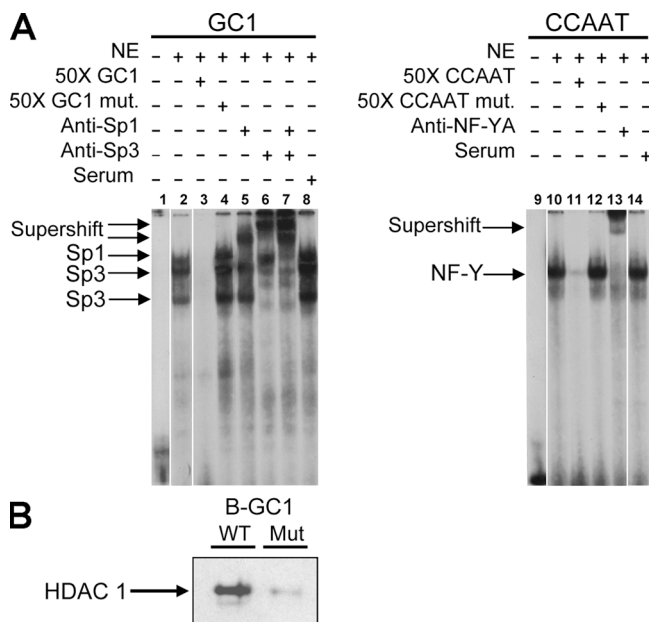 A
GC1
NE - + + + + + + +
50X GC1 - - + - - - - -
50X GC1 mut. - - - + - - - -
Anti-Sp1 - - - - + - + -
Anti-Sp3 - - - - - + + -
Serum - - - - - - - +
1 2 3 4 5 6 7 8
Supershift
Sp1
Sp3
Sp3
CCAAT
NE - + + + + +
50X CCAAT - - + - - -
50X CCAAT mut. - - - + - -
Anti-NF-YA - - - - + -
Serum - - - - - +
9 10 11 12 13 14
Supershift
NF-Y
B
B-GC1
WT Mut
HDAC 1